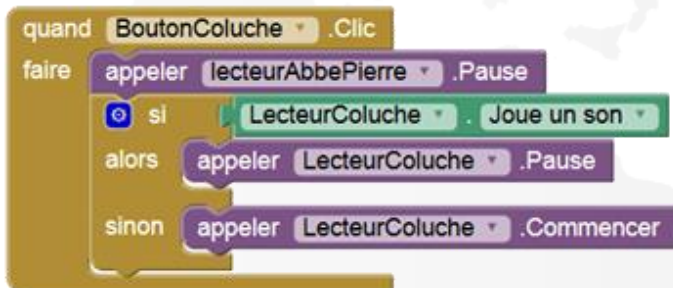 quand BoutonColuche .Clic
faire appeler lecteurAbbePierre .Pause
si LecteurColuche . Joue un son
alors appeler LecteurColuche .Pause
sinon appeler LecteurColuche .Commencer